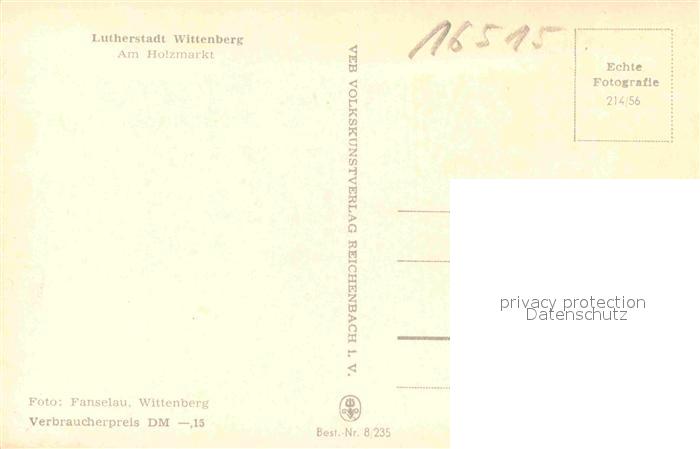 Lutherstadt Wittenberg
Am Holzmarkt
VEB VOLKSKUNSTVERLAG REICHENBACH I. V.
16515
Echte
Fotografie
214/56
privacy protection
Datenschutz
Foto: Fanselau, Wittenberg
Verbraucherpreis DM —,15
Best.-Nr. 8/235